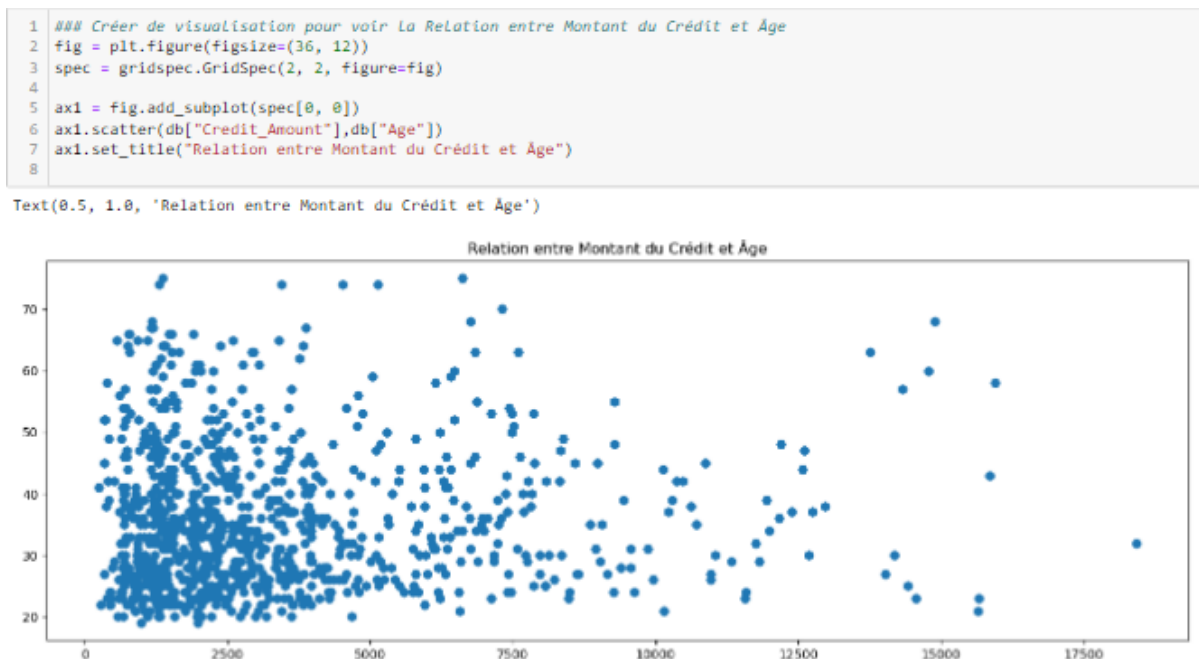 1 ### Créer de visualisation pour voir La Relation entre Montant du Crédit et Âge
2 fig = plt.figure(figsize=(36, 12))
3 spec = gridspec.GridSpec(2, 2, figure=fig)
4
5 ax1 = fig.add_subplot(spec[0, 0])
6 ax1.scatter(db["Credit_Amount"],db["Age"])
7 ax1.set_title("Relation entre Montant du Crédit et Âge")
8
Text(0.5, 1.0, 'Relation entre Montant du Crédit et Âge')
Relation entre Montant du Crédit et Âge
70
60
50
40
30
20
0 2500 5000 7500 10000 12500 15000 17500